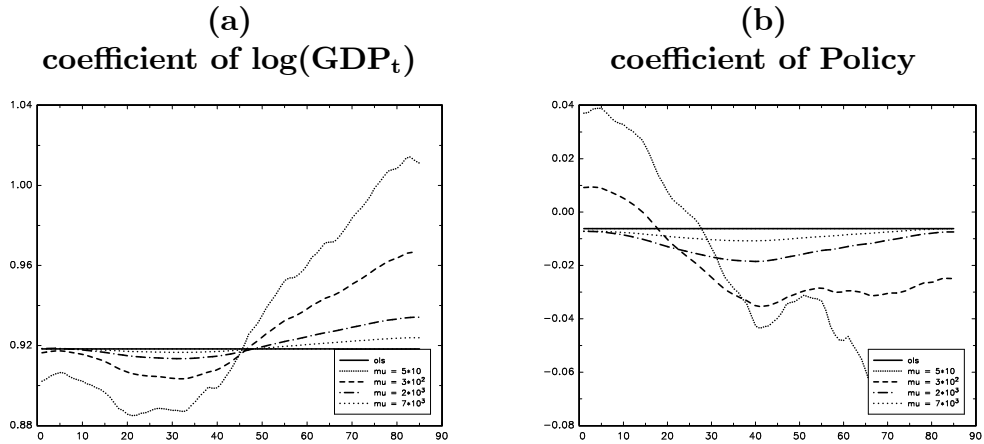 (a)
coefficient of log(GDPₜ)
1.04
1.00
0.96
0.92
0.88
0 10 20 30 40 50 60 70 80 90
ols
mu = 5*10
mu = 3*10²
mu = 2*10³
mu = 7*10³
(b)
coefficient of Policy
0.04
0.02
0.00
−0.02
−0.04
−0.06
−0.08
0 10 20 30 40 50 60 70 80 90
ols
mu = 5*10
mu = 3*10²
mu = 2*10³
mu = 7*10³